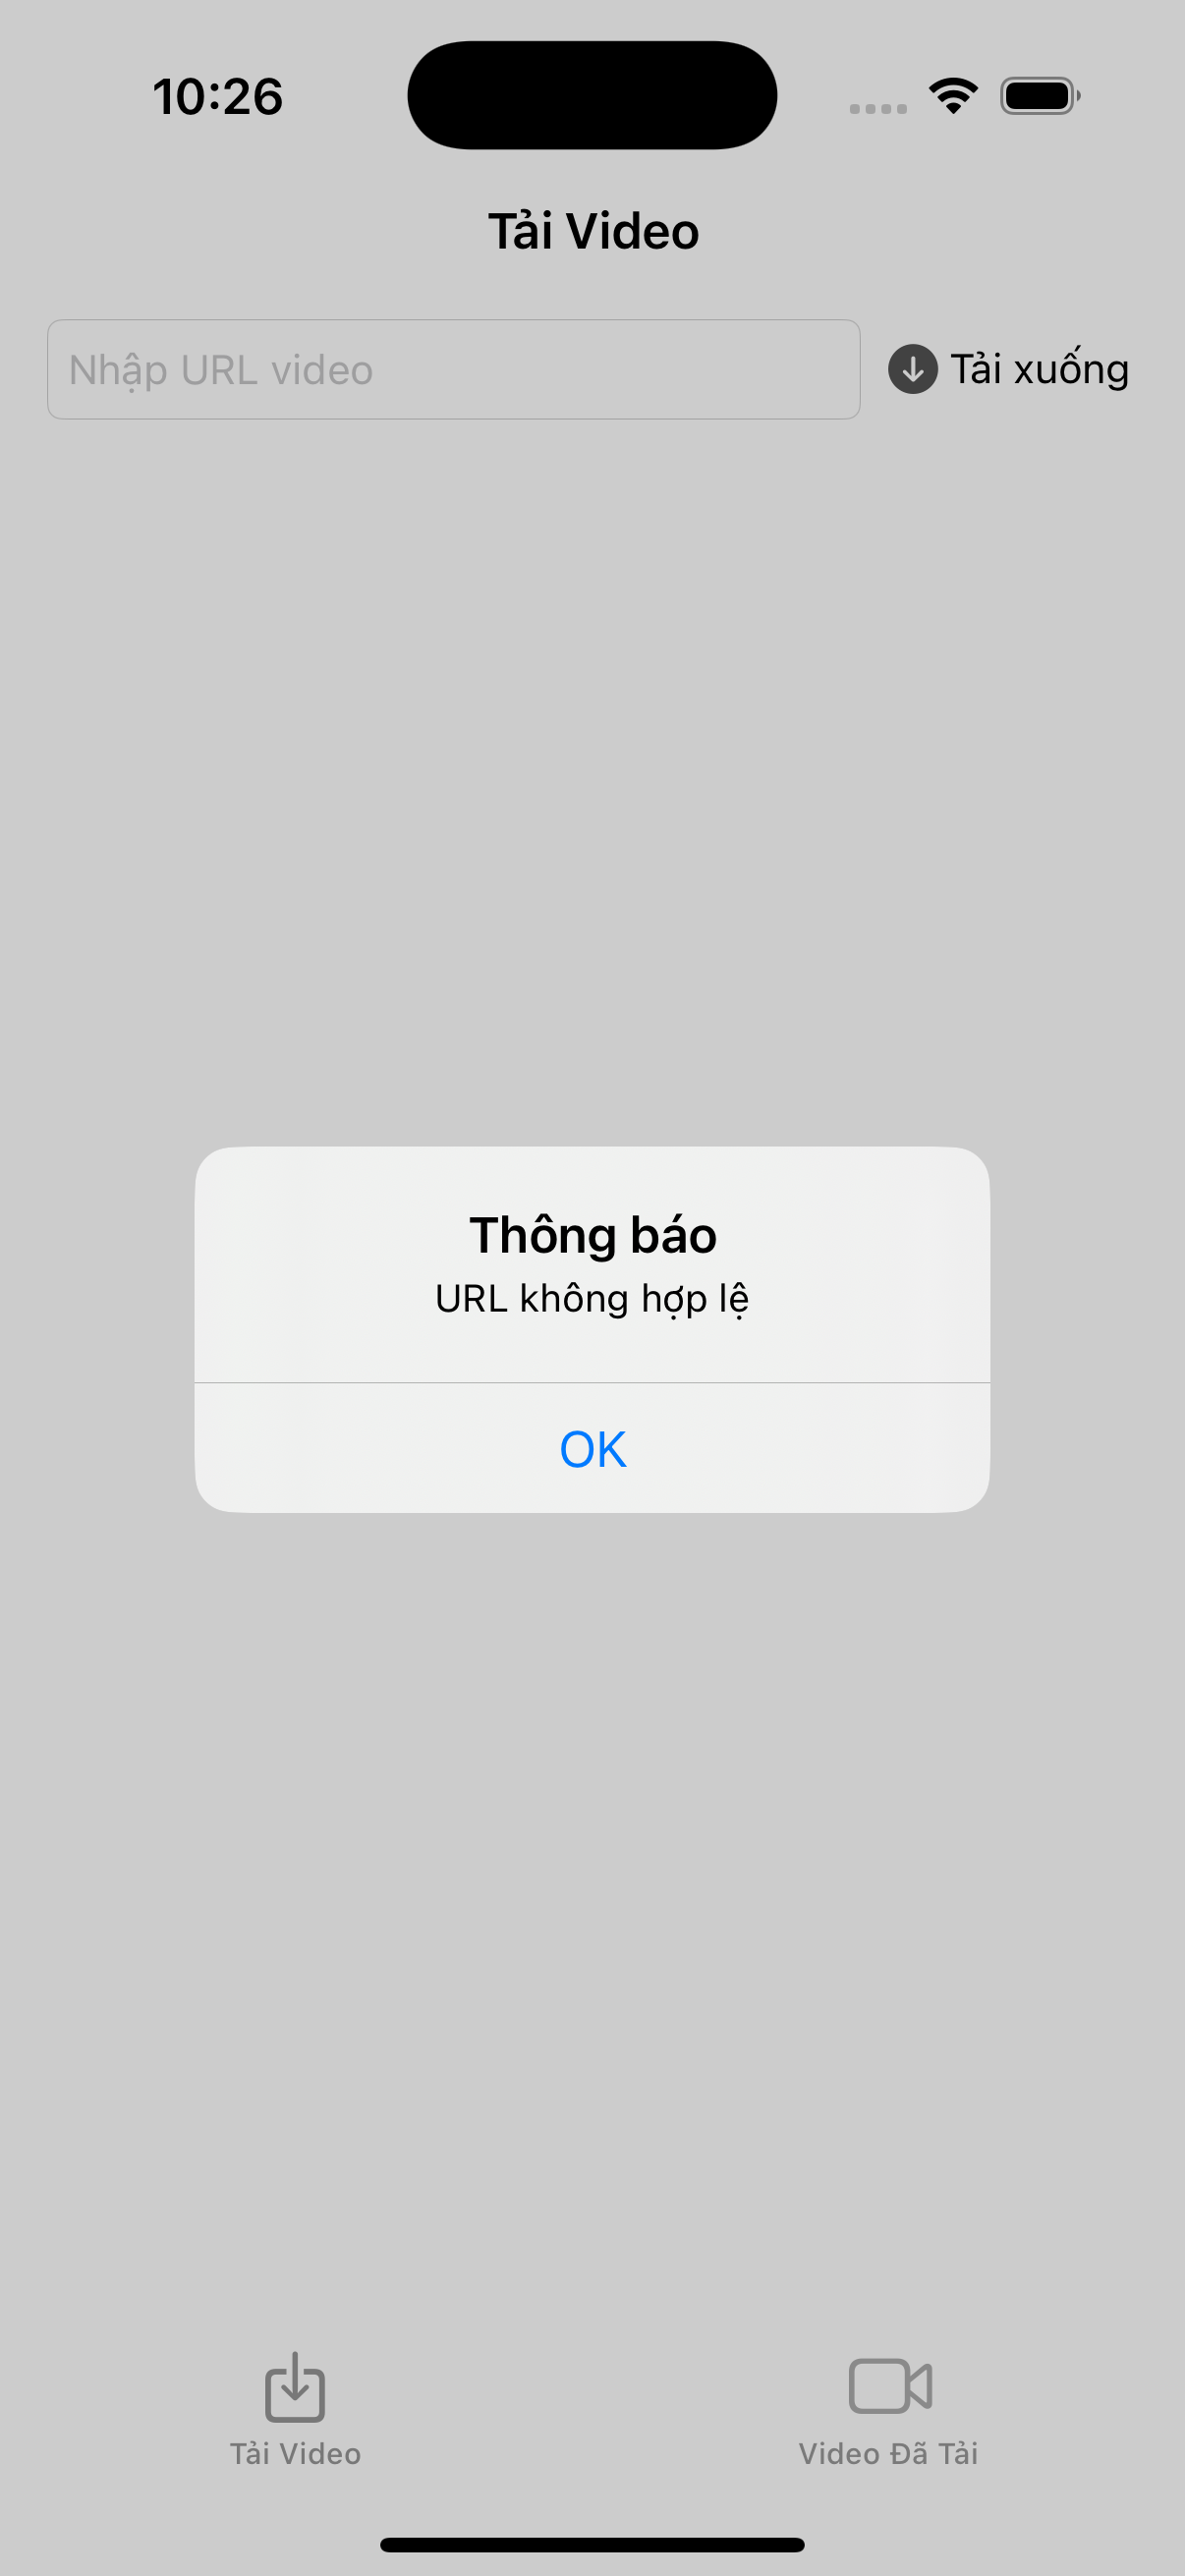 10:26
Tải Video
Nhập URL video
Tải xuống
Thông báo
URL không hợp lệ
OK
Tải Video
Video Đã Tải